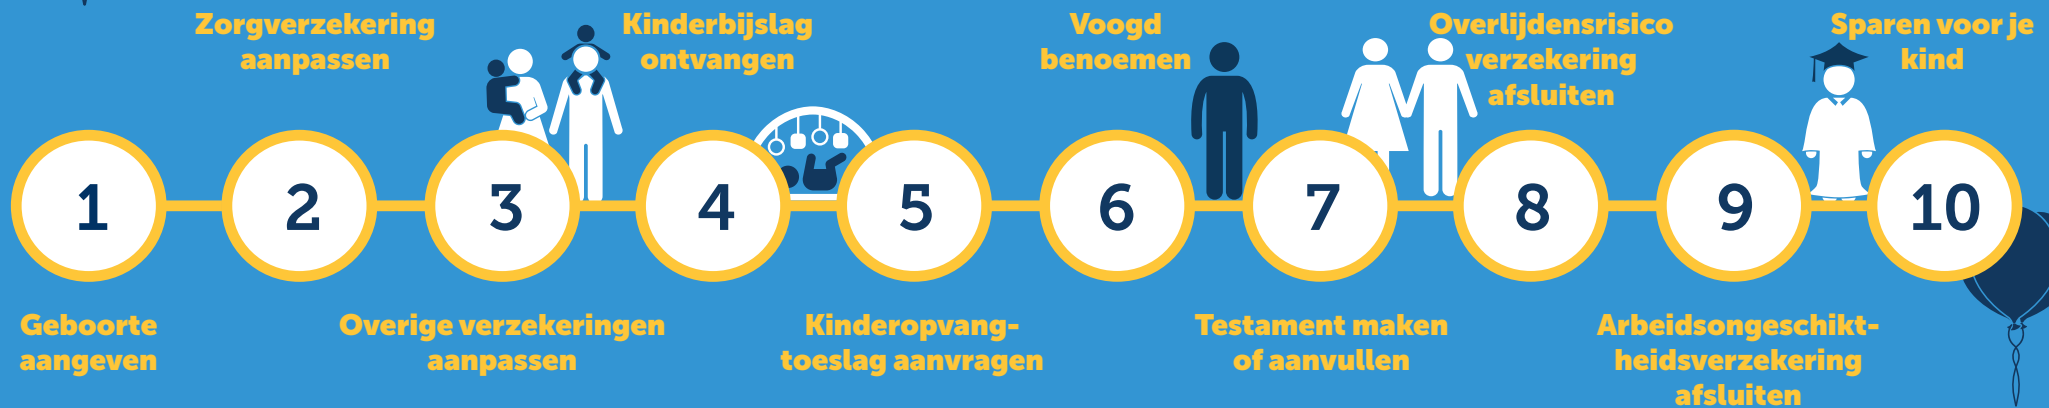 Zorgverzekering
aanpassen
Kinderbijslag
ontvangen
Voogd
benoemen
Overlijdensrisico
verzekering
afsluiten
Sparen voor je
kind
1
2
3
4
5
6
7
8
9
10
Geboorte
aangeven
Overige verzekeringen
aanpassen
Kinderopvang-
toeslag aanvragen
Testament maken
of aanvullen
Arbeidsongeschikt-
heidsverzekering
afsluiten